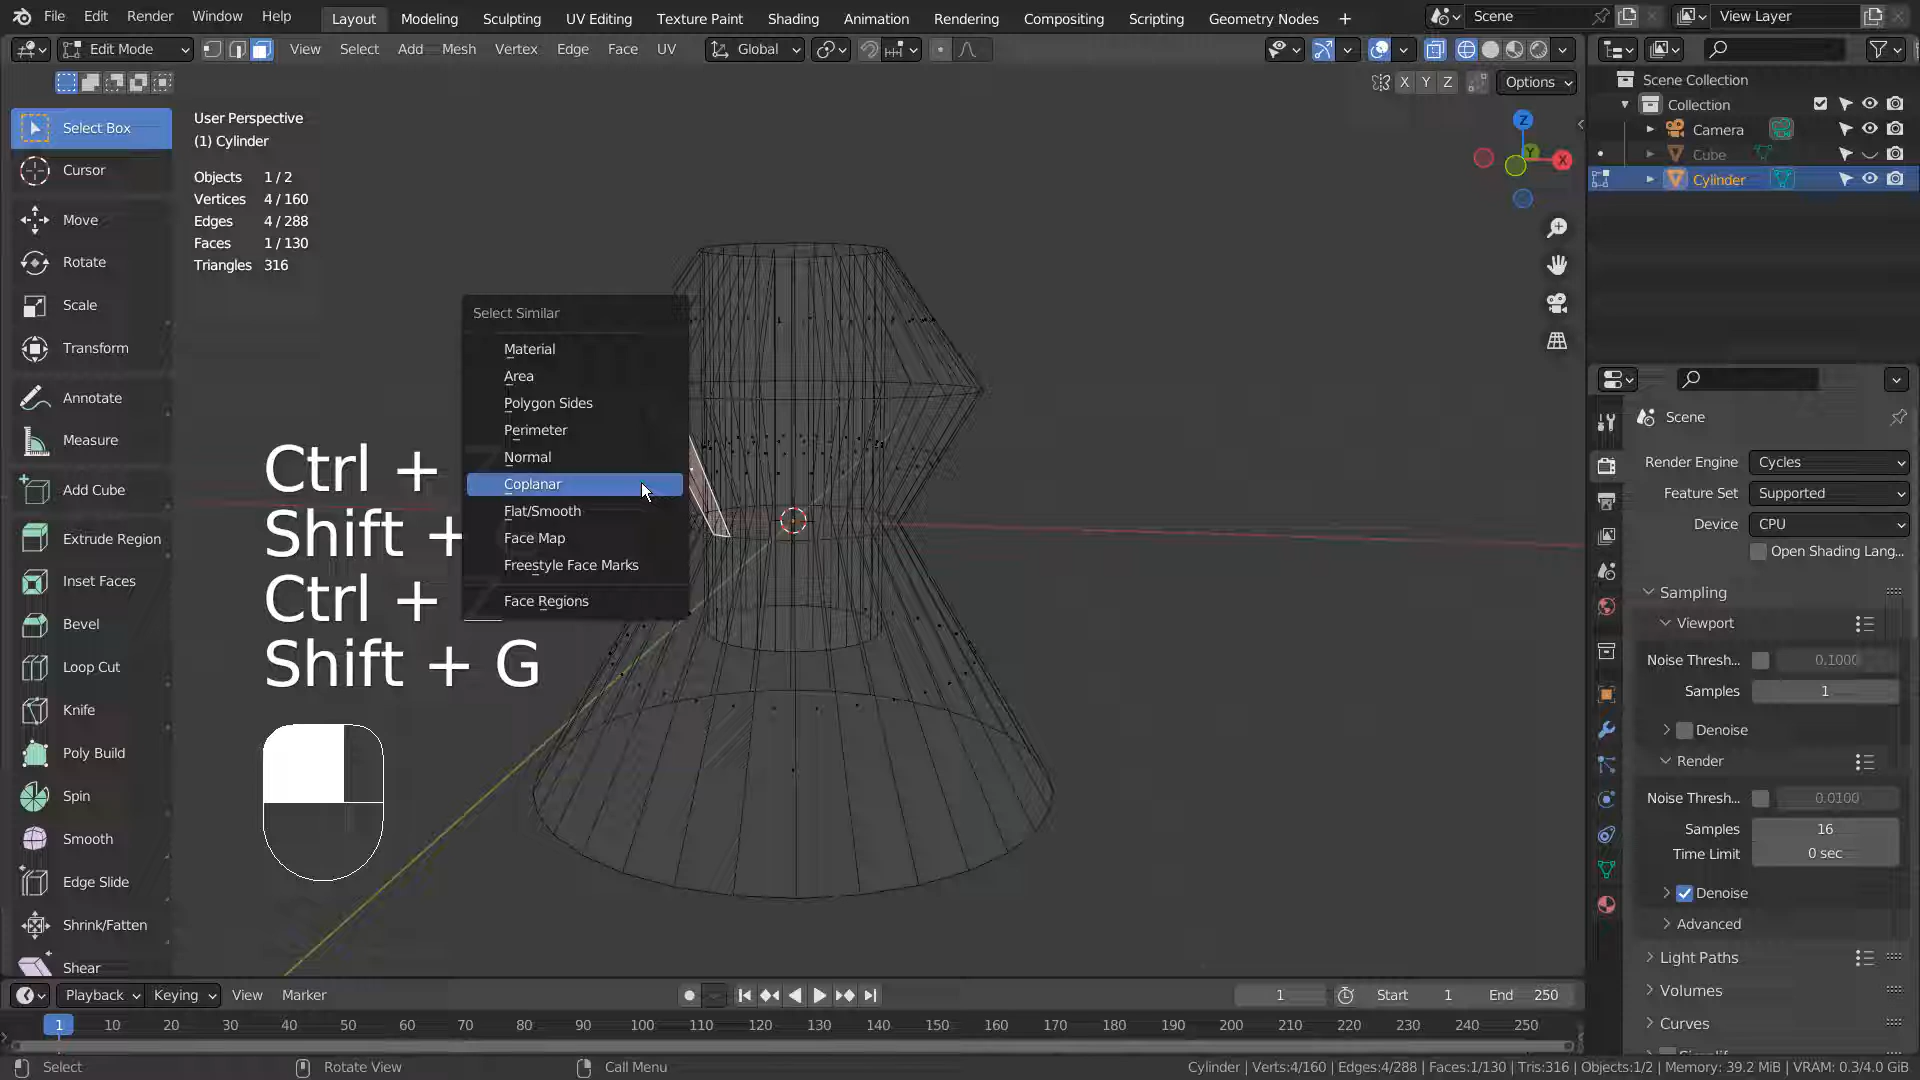 File Edit Render Window Help Layout Modeling Sculpting UV Editing Texture Paint Shading Animation Rendering Compositing Scripting Geometry Nodes + Scene View Layer
Edit Mode View Select Add Mesh Vertex Edge Face UV Global
X Y Z Options
Select Box
Cursor
Move
Rotate
Scale
Transform
Annotate
Measure
Add Cube
Extrude Region
Inset Faces
Bevel
Loop Cut
Knife
Poly Build
Spin
Smooth
Edge Slide
Shrink/Fatten
Shear
User Perspective
(1) Cylinder
Objects 1 / 2
Vertices 4 / 160
Edges 4 / 288
Faces 1 / 130
Triangles 316
Select Similar
Material
Area
Polygon Sides
Perimeter
Normal
Coplanar
Flat/Smooth
Face Map
Freestyle Face Marks
Face Regions
Ctrl +
Shift +
Ctrl +
Shift + G
Z
Y
X
Scene Collection
Collection
Camera
Cube
Cylinder
Scene
Render Engine Cycles
Feature Set Supported
Device CPU
Open Shading Lang...
Sampling
Viewport
Noise Thresh... 0.1000
Samples 1
Denoise
Render
Noise Thresh... 0.0100
Samples 16
Time Limit 0 sec
Denoise
Advanced
Light Paths
Volumes
Curves
Playback Keying View Marker 1 Start 1 End 250
1 10 20 30 40 50 60 70 80 90 100 110 120 130 140 150 160 170 180 190 200 210 220 230 240 250
Select Rotate View Call Menu Cylinder | Verts:4/160 | Edges:4/288 | Faces:1/130 | Tris:316 | Objects:1/2 | Memory: 39.2 MiB | VRAM: 0.3/4.0 GiB